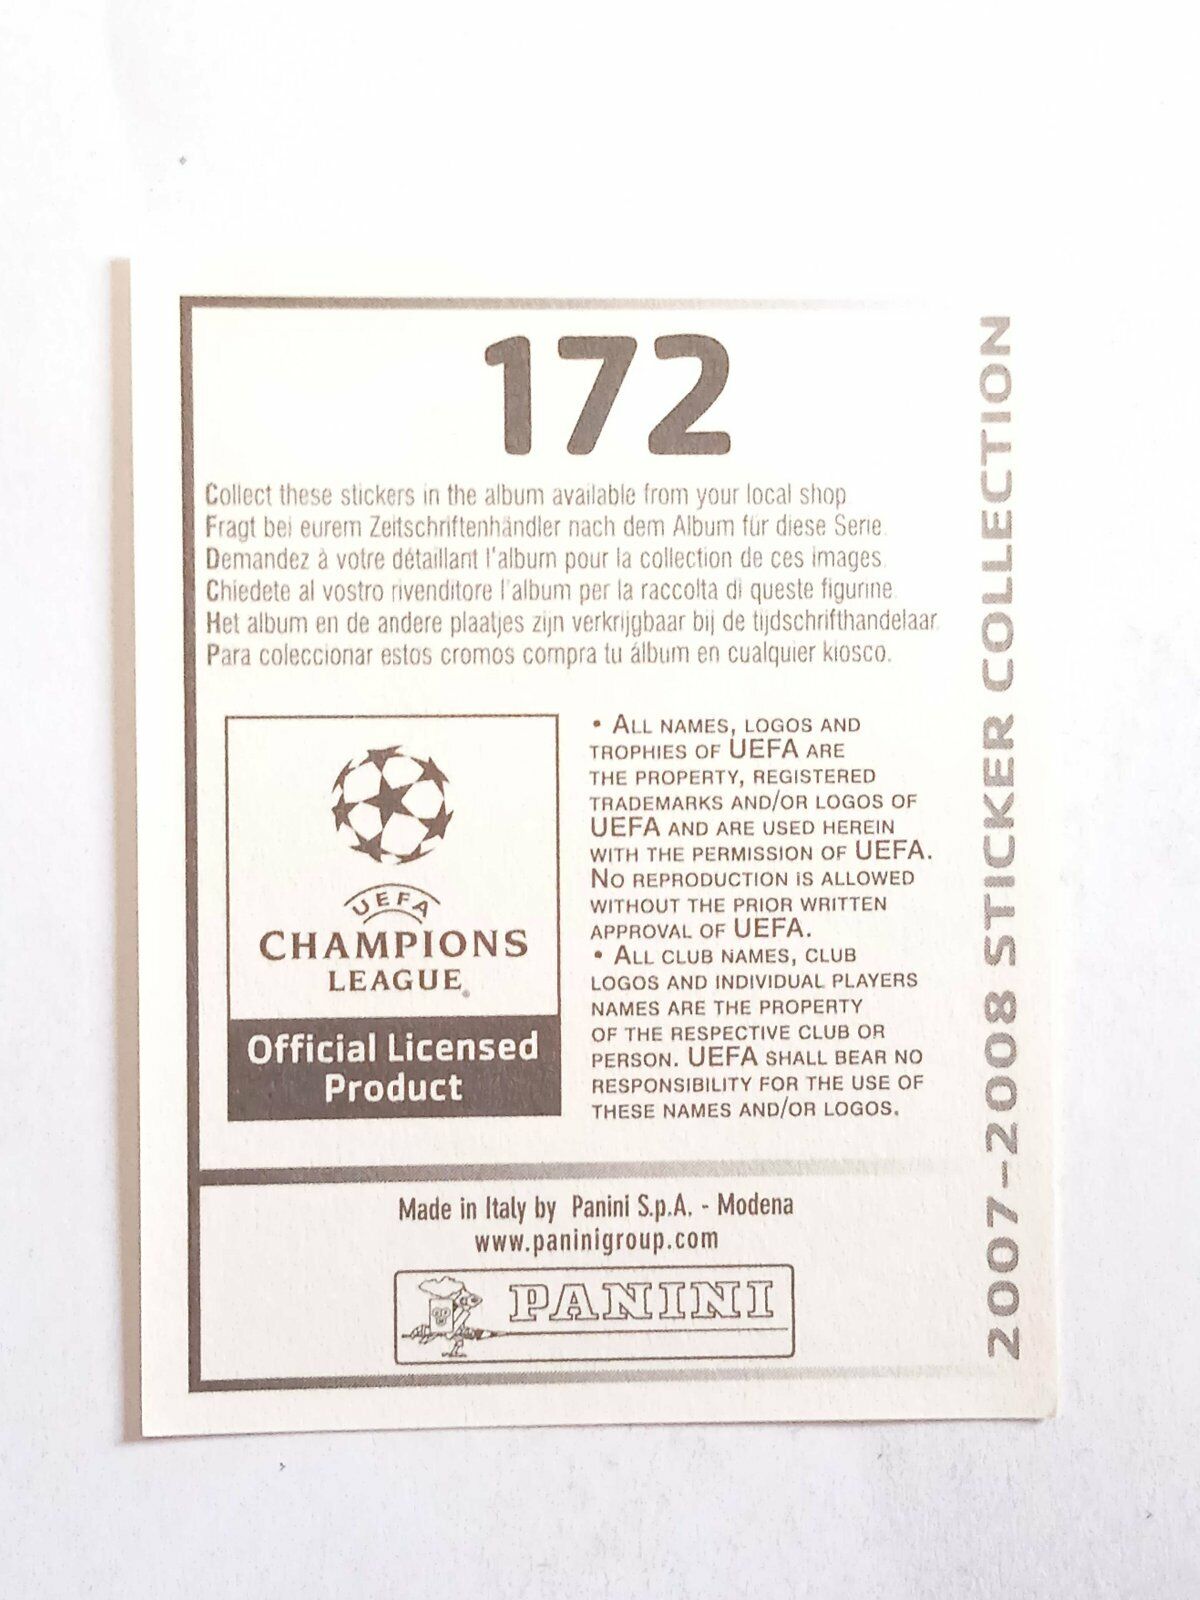 172
Collect these stickers in the album available from your local shop.
Fragt bei eurem Zeitschriftenhändler nach dem Album für diese Serie.
Demandez à votre détaillant l'album pour la collection de ces images.
Chiedete al vostro rivenditore l'album per la raccolta di queste figurine.
Het album en de andere plaatjes zijn verkrijgbaar bij de tijdschrifthandelaar.
Para coleccionar estos cromos compra tu álbum en cualquier kiosco.
UEFA
CHAMPIONS
LEAGUE®
Official Licensed
Product
• ALL NAMES, LOGOS AND
TROPHIES OF UEFA ARE
THE PROPERTY, REGISTERED
TRADEMARKS AND/OR LOGOS OF
UEFA AND ARE USED HEREIN
WITH THE PERMISSION OF UEFA.
NO REPRODUCTION IS ALLOWED
WITHOUT THE PRIOR WRITTEN
APPROVAL OF UEFA.
• ALL CLUB NAMES, CLUB
LOGOS AND INDIVIDUAL PLAYERS
NAMES ARE THE PROPERTY
OF THE RESPECTIVE CLUB OR
PERSON. UEFA SHALL BEAR NO
RESPONSIBILITY FOR THE USE OF
THESE NAMES AND/OR LOGOS.
Made in Italy by Panini S.p.A. - Modena
www.paninigroup.com
PANINI
2007-2008 STICKER COLLECTION